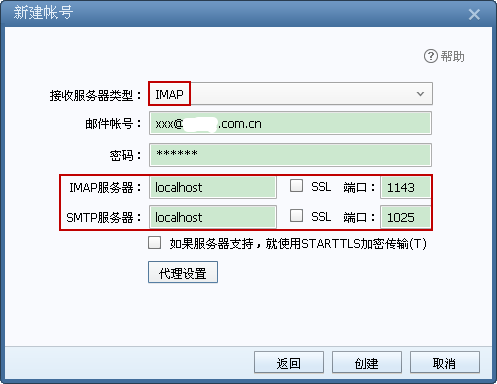 新建帐号
帮助
接收服务器类型： IMAP
邮件帐号： xxx@ .com.cn
密码： ******
IMAP服务器： localhost SSL 端口： 1143
SMTP服务器： localhost SSL 端口： 1025
如果服务器支持，就使用STARTTLS加密传输(T)
代理设置
返回 创建 取消